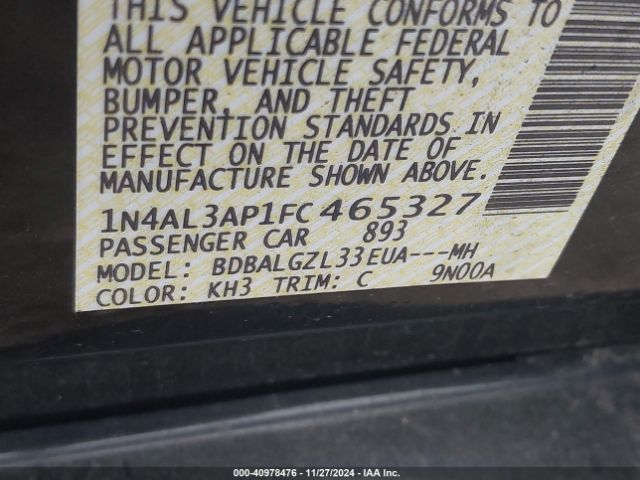 THIS VEHICLE CONFORMS TO
ALL APPLICABLE FEDERAL
MOTOR VEHICLE SAFETY,
BUMPER, AND THEFT
PREVENTION STANDARDS IN
EFFECT ON THE DATE OF
MANUFACTURE SHOWN ABOVE.
1N4AL3AP1FC 465327
PASSENGER CAR 893
MODEL: BDBALGZL33EUA---MH
COLOR: KH3 TRIM: C 9N00A
000-40978476 - 11/27/2024 - IAA Inc.